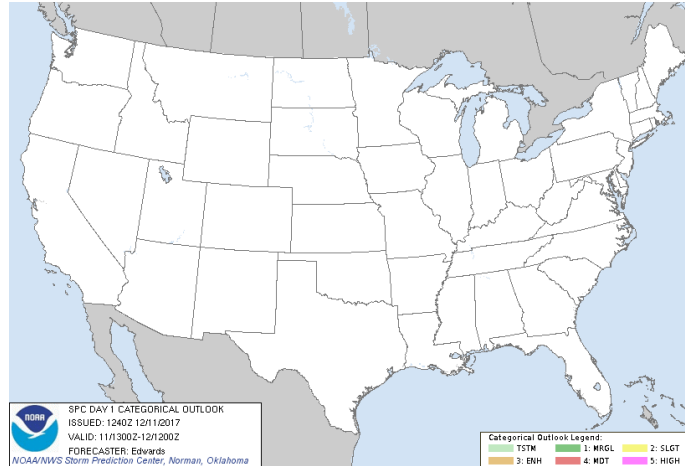 NOAA
SPC DAY 1 CATEGORICAL OUTLOOK
ISSUED: 1240Z 12/11/2017
VALID: 11/1300Z-12/1200Z
FORECASTER: Edwards
NOAA/NWS Storm Prediction Center, Norman, Oklahoma
Categorical Outlook Legend:
TSTM 1: MRGL 2: SLGT
3: ENH 4: MDT 5: HIGH